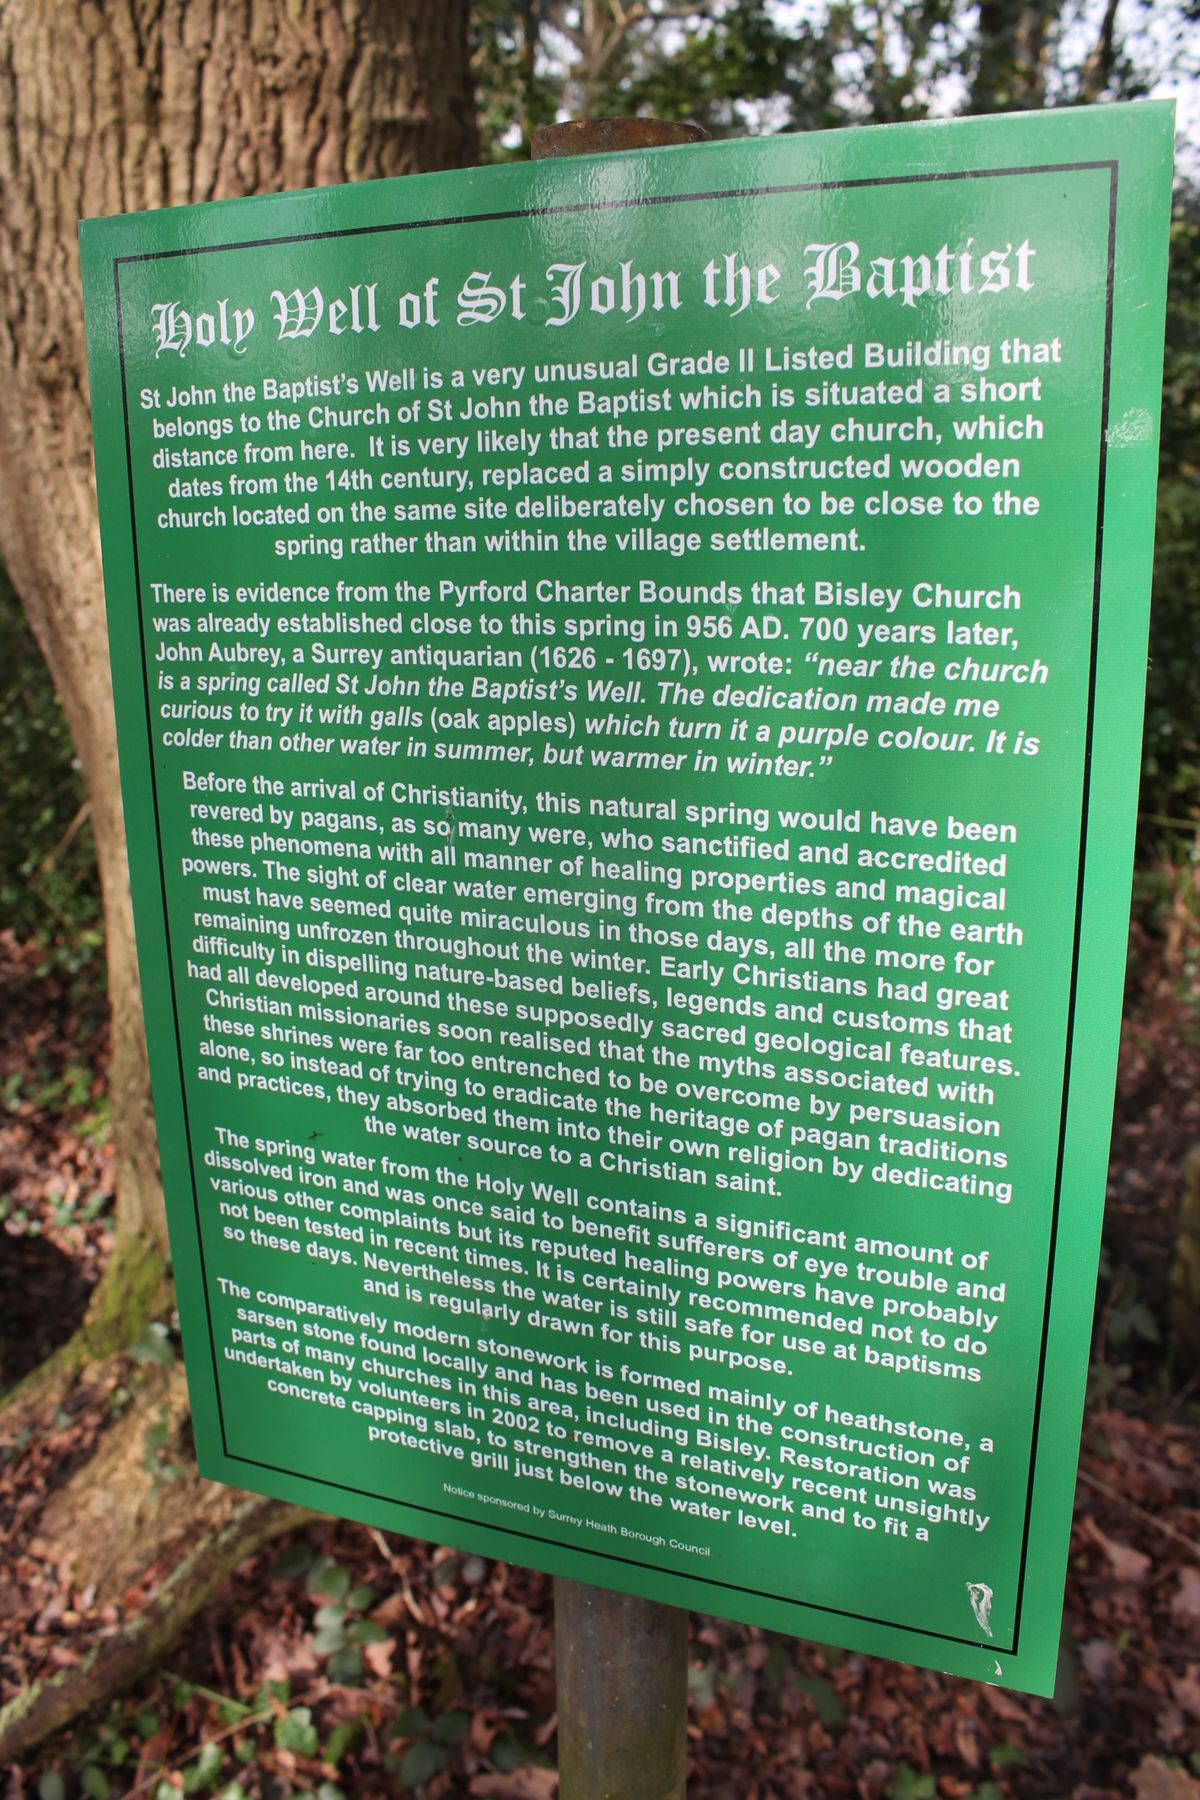 Holy Well of St John the Baptist
St John the Baptist's Well is a very unusual Grade II Listed Building that
belongs to the Church of St John the Baptist which is situated a short
distance from here. It is very likely that the present day church, which
dates from the 14th century, replaced a simply constructed wooden
church located on the same site deliberately chosen to be close to the
spring rather than within the village settlement.
There is evidence from the Pyrford Charter Bounds that Bisley Church
was already established close to this spring in 956 AD. 700 years later,
John Aubrey, a Surrey antiquarian (1626 - 1697), wrote: "near the church
is a spring called St John the Baptist's Well. The dedication made me
curious to try it with galls (oak apples) which turn it a purple colour. It is
colder than other water in summer, but warmer in winter."
Before the arrival of Christianity, this natural spring would have been
revered by pagans, as so many were, who sanctified and accredited
these phenomena with all manner of healing properties and magical
powers. The sight of clear water emerging from the depths of the earth
must have seemed quite miraculous in those days, all the more for
remaining unfrozen throughout the winter. Early Christians had great
difficulty in dispelling nature-based beliefs, legends and customs that
had all developed around these supposedly sacred geological features.
Christian missionaries soon realised that the myths associated with
these shrines were far too entrenched to be overcome by persuasion
alone, so instead of trying to eradicate the heritage of pagan traditions
and practices, they absorbed them into their own religion by dedicating
the water source to a Christian saint.
The spring water from the Holy Well contains a significant amount of
dissolved iron and was once said to benefit sufferers of eye trouble and
various other complaints but its reputed healing powers have probably
not been tested in recent times. It is certainly recommended not to do
so these days. Nevertheless the water is still safe for use at baptisms
and is regularly drawn for this purpose.
The comparatively modern stonework is formed mainly of heathstone, a
sarsen stone found locally and has been used in the construction of
parts of many churches in this area, including Bisley. Restoration was
undertaken by volunteers in 2002 to remove a relatively recent unsightly
concrete capping slab, to strengthen the stonework and to fit a
protective grill just below the water level.
Notice sponsored by Surrey Heath Borough Council